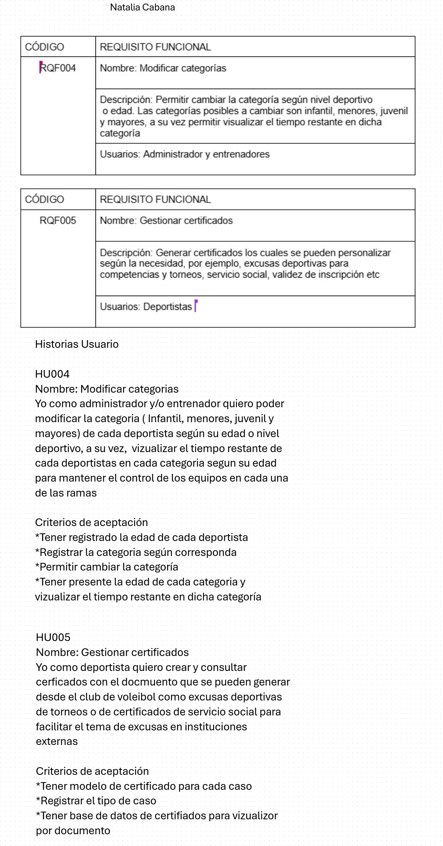 Natalia Cabana
CÓDIGO REQUISITO FUNCIONAL
RQF004 Nombre: Modificar categorías
Descripción: Permitir cambiar la categoría según nivel deportivo
o edad. Las categorías posibles a cambiar son infantil, menores, juvenil
y mayores, a su vez permitir visualizar el tiempo restante en dicha
categoría
Usuarios: Administrador y entrenadores
CÓDIGO REQUISITO FUNCIONAL
RQF005 Nombre: Gestionar certificados
Descripción: Generar certificados los cuales se pueden personalizar
según la necesidad, por ejemplo, excusas deportivas para
competencias y torneos, servicio social, validez de inscripción etc
Usuarios: Deportistas
Historias Usuario
HU004
Nombre: Modificar categorias
Yo como administrador y/o entrenador quiero poder
modificar la categoria ( Infantil, menores, juvenil y
mayores) de cada deportista según su edad o nivel
deportivo, a su vez, vizualizar el tiempo restante de
cada deportistas en cada categoria segun su edad
para mantener el control de los equipos en cada una
de las ramas
Criterios de aceptación
*Tener registrado la edad de cada deportista
*Registrar la categoria según corresponda
*Permitir cambiar la categoría
*Tener presente la edad de cada categoria y
vizualizar el tiempo restante en dicha categoría
HU005
Nombre: Gestionar certificados
Yo como deportista quiero crear y consultar
cerficados con el docmuento que se pueden generar
desde el club de voleibol como excusas deportivas
de torneos o de certificados de servicio social para
facilitar el tema de excusas en instituciones
externas
Criterios de aceptación
*Tener modelo de certificado para cada caso
*Registrar el tipo de caso
*Tener base de datos de certifiados para vizualizor
por documento